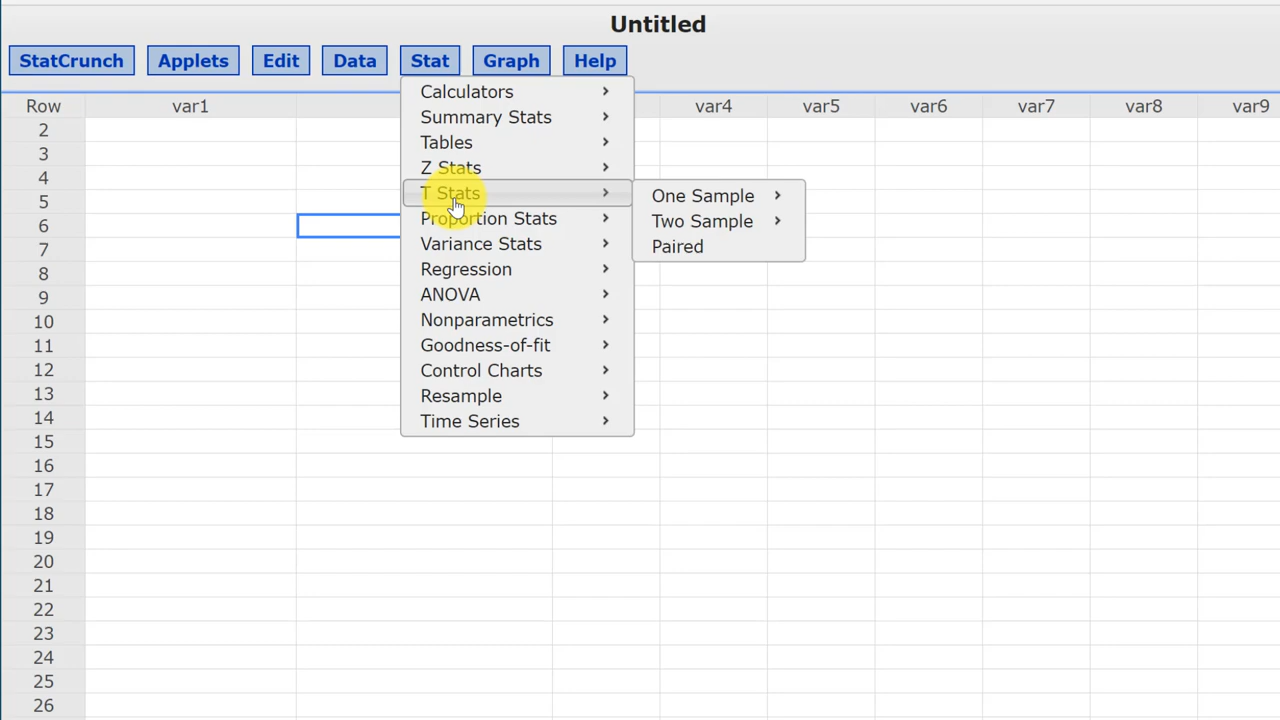 Untitled
StatCrunch Applets Edit Data Stat Graph Help
Row var1 var4 var5 var6 var7 var8 var9
Calculators
Summary Stats
Tables
Z Stats
T Stats
Proportion Stats
Variance Stats
Regression
ANOVA
Nonparametrics
Goodness-of-fit
Control Charts
Resample
Time Series
One Sample
Two Sample
Paired
2
3
4
5
6
7
8
9
10
11
12
13
14
15
16
17
18
19
20
21
22
23
24
25
26